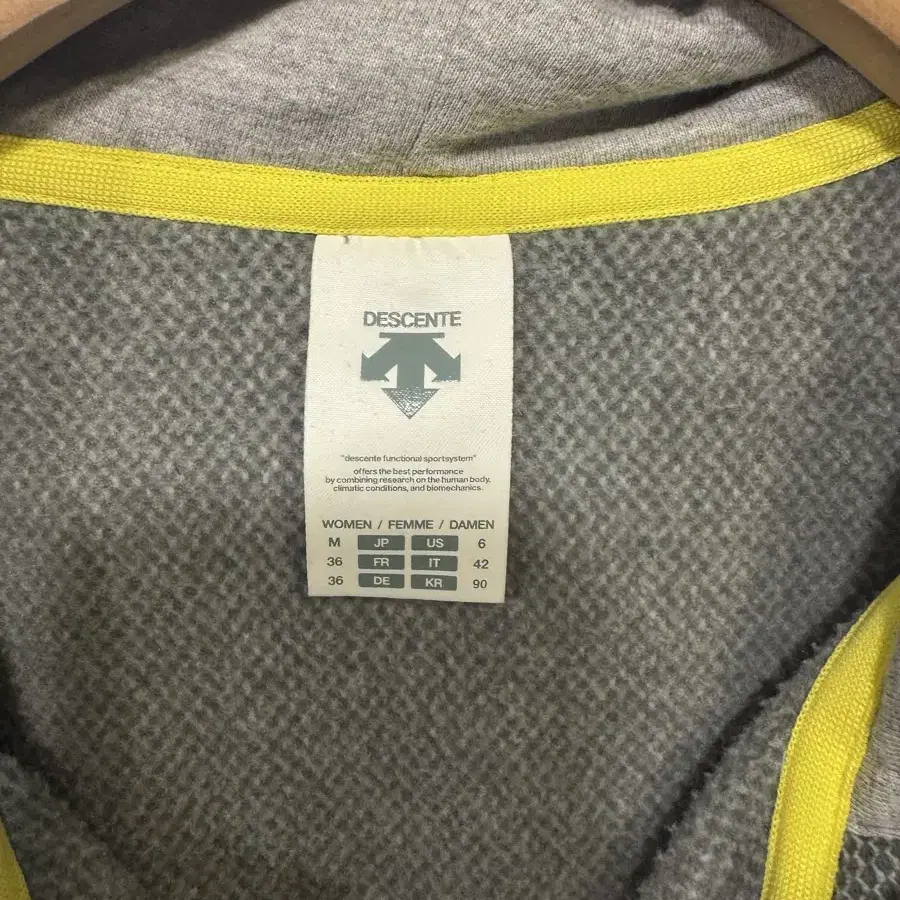 DESCENTE
"descente functional sportsystem"
offers the best performance
by combining research on the human body,
climatic conditions, and biomechanics.
WOMEN / FEMME / DAMEN
M JP US 6
36 FR IT 42
36 DE KR 90